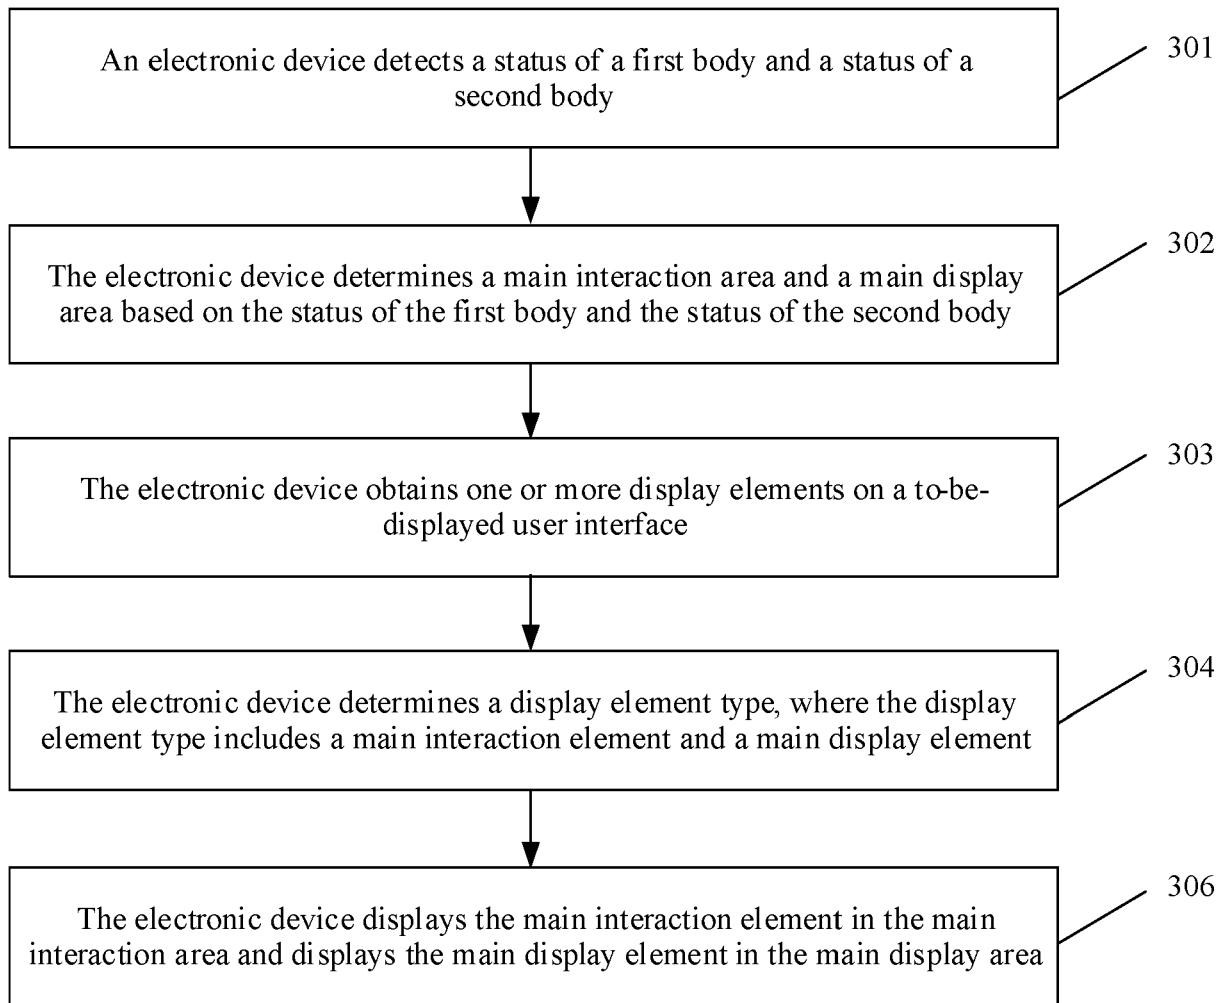 An electronic device detects a status of a first body and a status of a
second body
301
The electronic device determines a main interaction area and a main display
area based on the status of the first body and the status of the second body
302
The electronic device obtains one or more display elements on a to-be-
displayed user interface
303
The electronic device determines a display element type, where the display
element type includes a main interaction element and a main display element
304
The electronic device displays the main interaction element in the main
interaction area and displays the main display element in the main display area
306